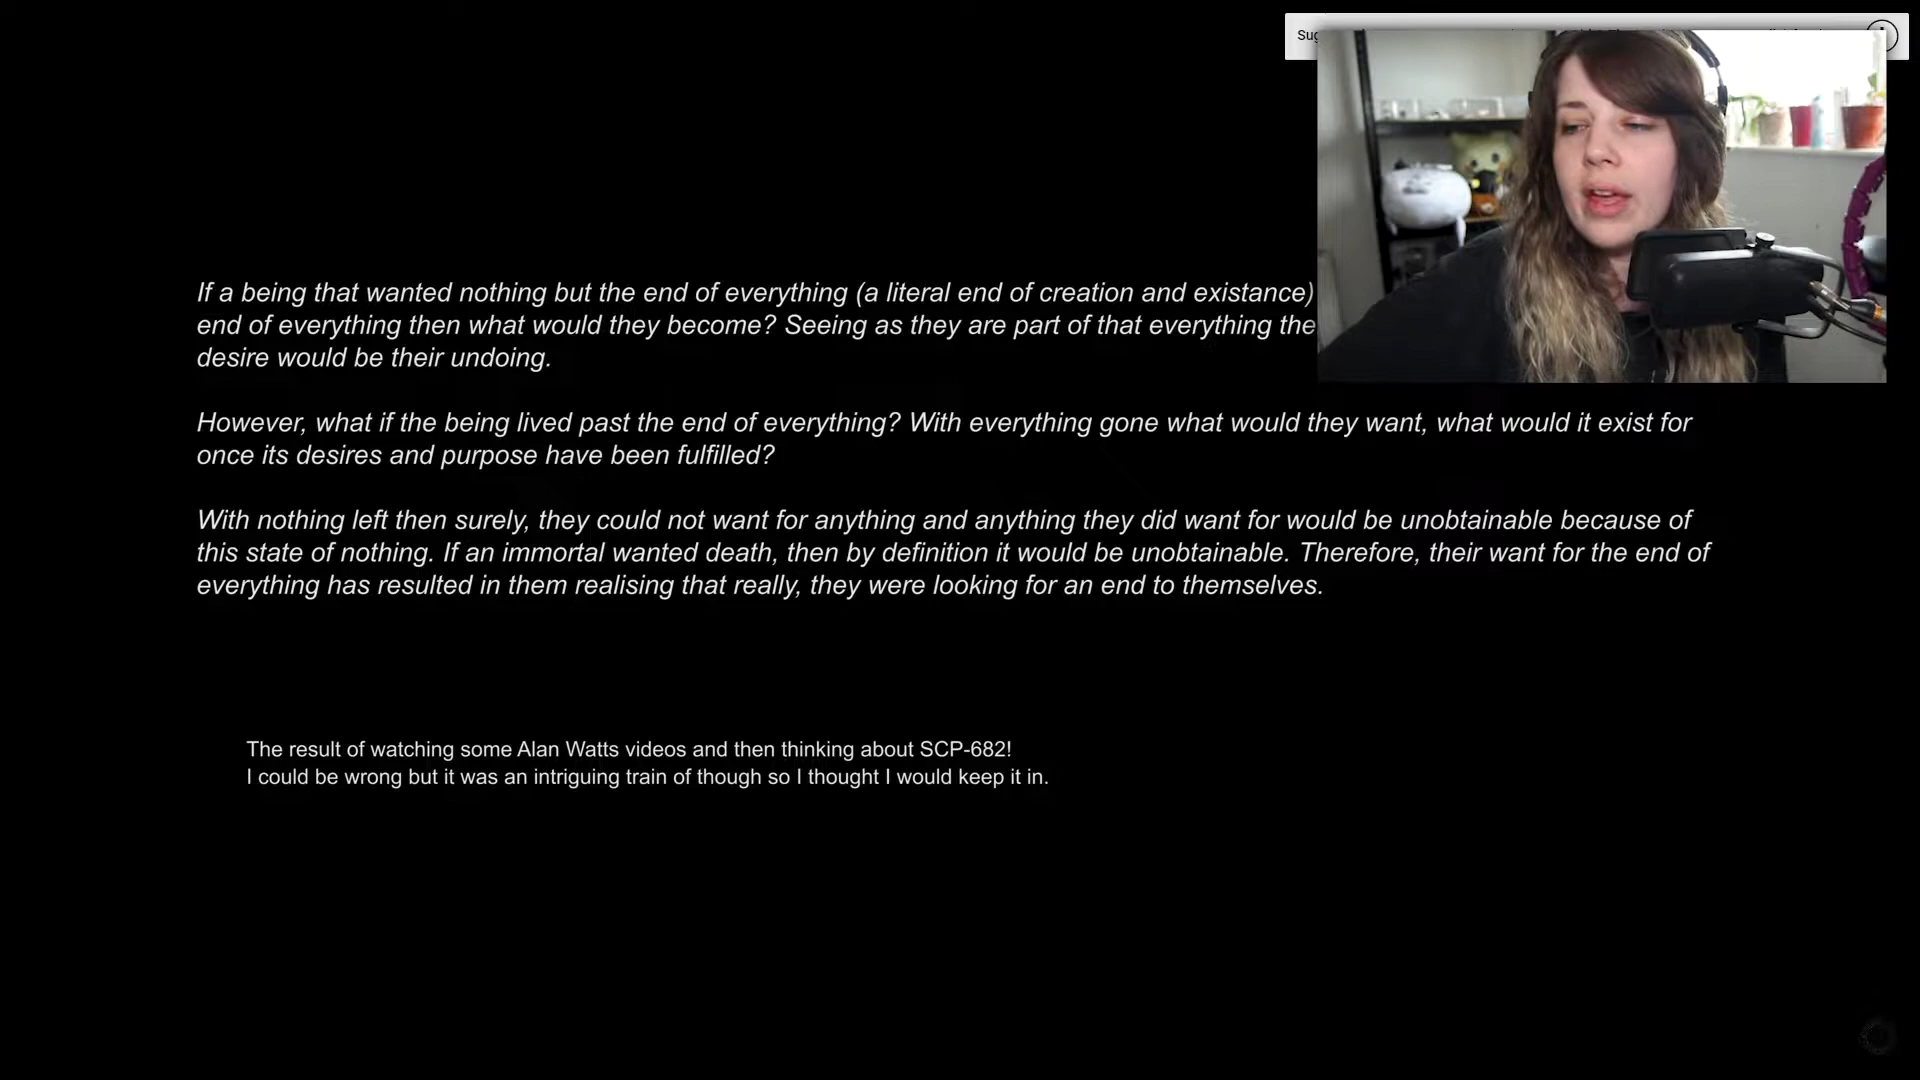 If a being that wanted nothing but the end of everything (a literal end of creation and existance)
end of everything then what would they become? Seeing as they are part of that everything
desire would be their undoing.
However, what if the being lived past the end of everything? With everything gone what would they want, what would it exist for
once its desires and purpose have been fulfilled?
With nothing left then surely, they could not want for anything and anything they did want for would be unobtainable because of
this state of nothing. If an immortal wanted death, then by definition it would be unobtainable. Therefore, their want for the end of
everything has resulted in them realising that really, they were looking for an end to themselves.
The result of watching some Alan Watts videos and then thinking about SCP-682!
I could be wrong but it was an intriguing train of though so I thought I would keep it in.